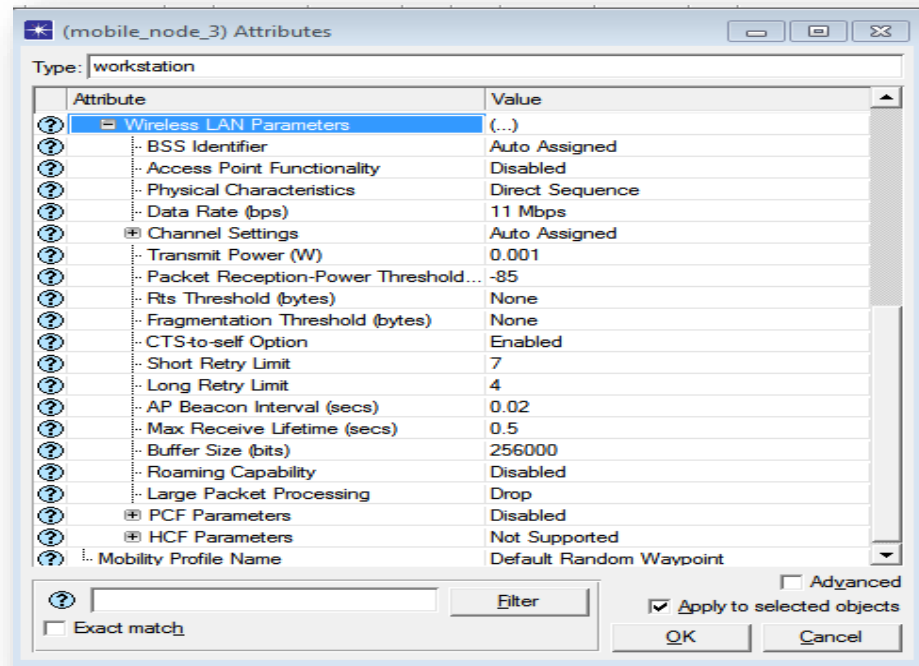 (mobile_node_3) Attributes
Type: workstation
Attribute Value
Wireless LAN Parameters (...)
BSS Identifier Auto Assigned
Access Point Functionality Disabled
Physical Characteristics Direct Sequence
Data Rate (bps) 11 Mbps
Channel Settings Auto Assigned
Transmit Power (W) 0.001
Packet Reception-Power Threshold... -85
Rts Threshold (bytes) None
Fragmentation Threshold (bytes) None
CTS-to-self Option Enabled
Short Retry Limit 7
Long Retry Limit 4
AP Beacon Interval (secs) 0.02
Max Receive Lifetime (secs) 0.5
Buffer Size (bits) 256000
Roaming Capability Disabled
Large Packet Processing Drop
PCF Parameters Disabled
HCF Parameters Not Supported
Mobility Profile Name Default Random Waypoint
Advanced
Filter
Apply to selected objects
Exact match
OK Cancel